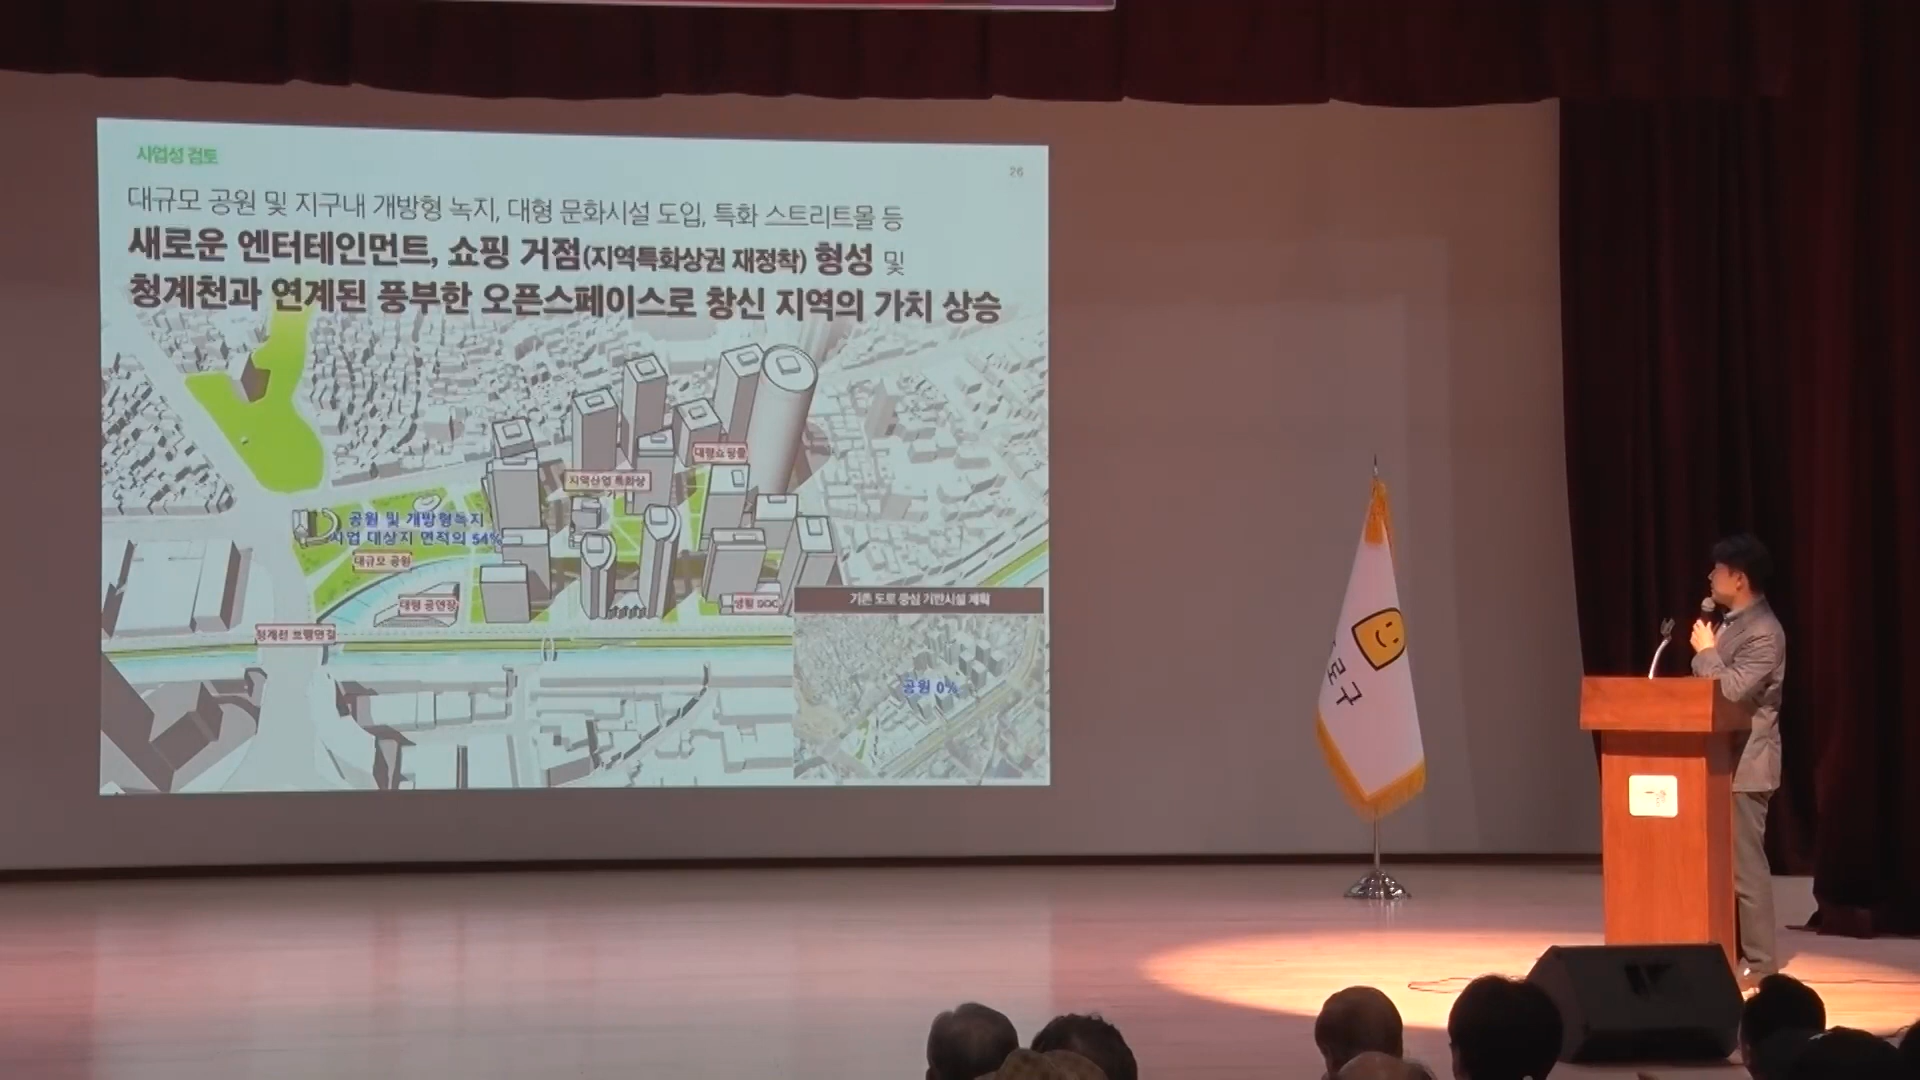 사업성 검토
26
대규모 공원 및 지구내 개방형 녹지, 대형 문화시설 도입, 특화 스트리트몰 등
새로운 엔터테인먼트, 쇼핑 거점(지역특화상권 재정착) 형성 및
청계천과 연계된 풍부한 오픈스페이스로 창신 지역의 가치 상승
대형쇼핑몰
지역산업 특화상
가
공원 및 개방형녹지
사업 대상지 면적의 54%
대규모 공원
대형 공연장
생활 SOC
청계천 보행연결
기존 도로 중심 기반시설 계획
공원 0%
로구